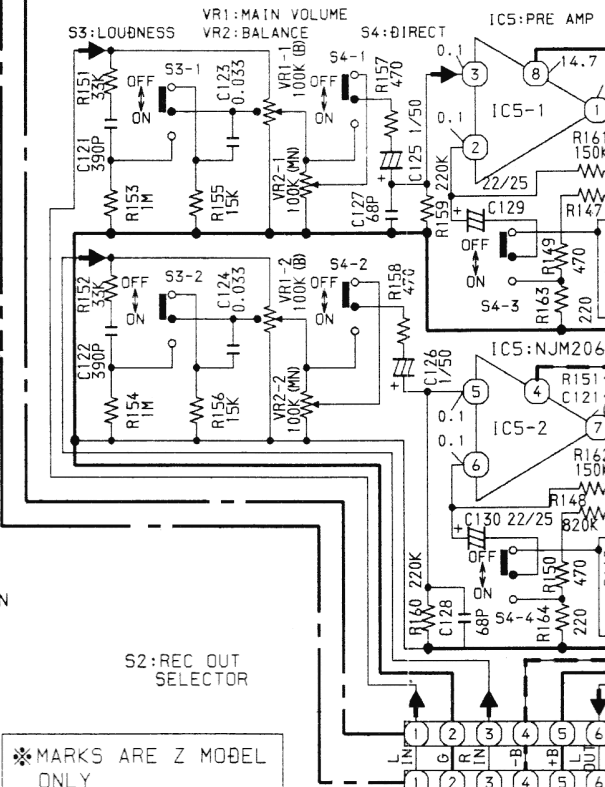 VR1:MAIN VOLUME
IC5:PRE AMP
S3:LOUDNESS
VR2:BALANCE
S4:DIRECT
R151
33K
OFF
ON
S3-1
C123
0.033
VR1-1
100K(B)
OFF
ON
S4-1
R157
470
0.1
3
8
14.7
IC5-1
1
0.1
2
C121
390P
C125
1/50
R161
150K
VR2-1
100K(MN)
R153
1M
R155
15K
C127
68P
R159
220K
22/25
C129
R147
OFF
ON
S4-3
R149
470
R163
220
R152
33K
OFF
ON
S3-2
C124
0.033
VR1-2
100K(B)
OFF
ON
S4-2
R158
470
IC5:NJM206
C122
390P
C126
1/50
R151
C121
5
4
0.1
IC5-2
7
0.1
6
R154
1M
R156
15K
VR2-2
100K(MN)
R162
150K
R148
820K
C130 22/25
OFF
ON
S4-4
R150
470
R164
220
R160
220K
C128
68P
N
S2:REC OUT
SELECTOR
1 2 3 4 5 6
L IN
G
R IN
-B
+B
L OUT
1 2 3 4 5 6
※MARKS ARE Z MODEL
ONLY